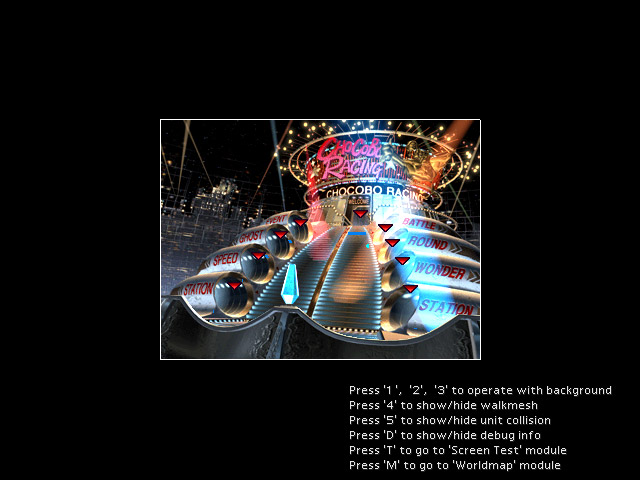 CHOCOBO
RACING
CHOCOBO RACING
WELCOME
EVENT
BATTLE
GHOST
ROUND
SPEED
WONDER
STATION
STATION
Press '1', '2', '3' to operate with background
Press '4' to show/hide walkmesh
Press '5' to show/hide unit collision
Press 'D' to show/hide debug info
Press 'T' to go to 'Screen Test' module
Press 'M' to go to 'Worldmap' module